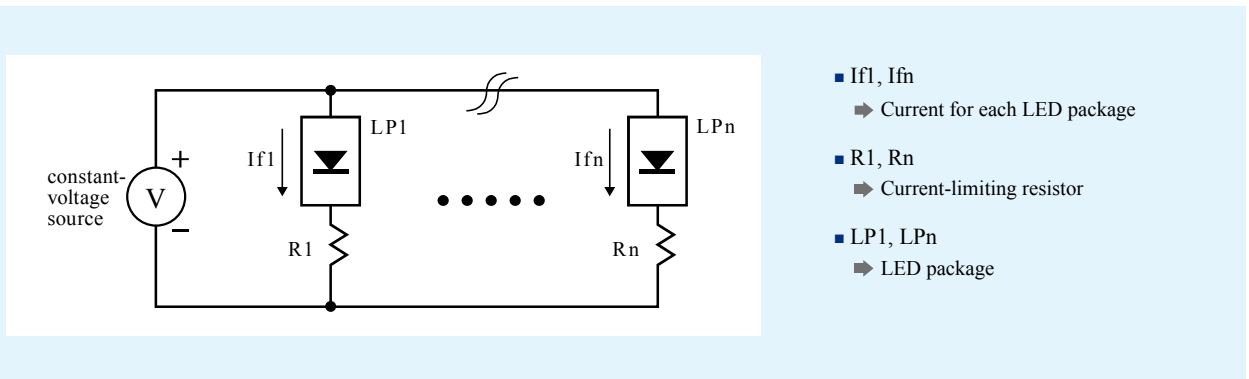 constant-
voltage
source
+
V
−
If1
LP1
R1
Ifn
LPn
Rn
■ If1, Ifn
Current for each LED package
■ R1, Rn
Current-limiting resistor
■ LP1, LPn
LED package